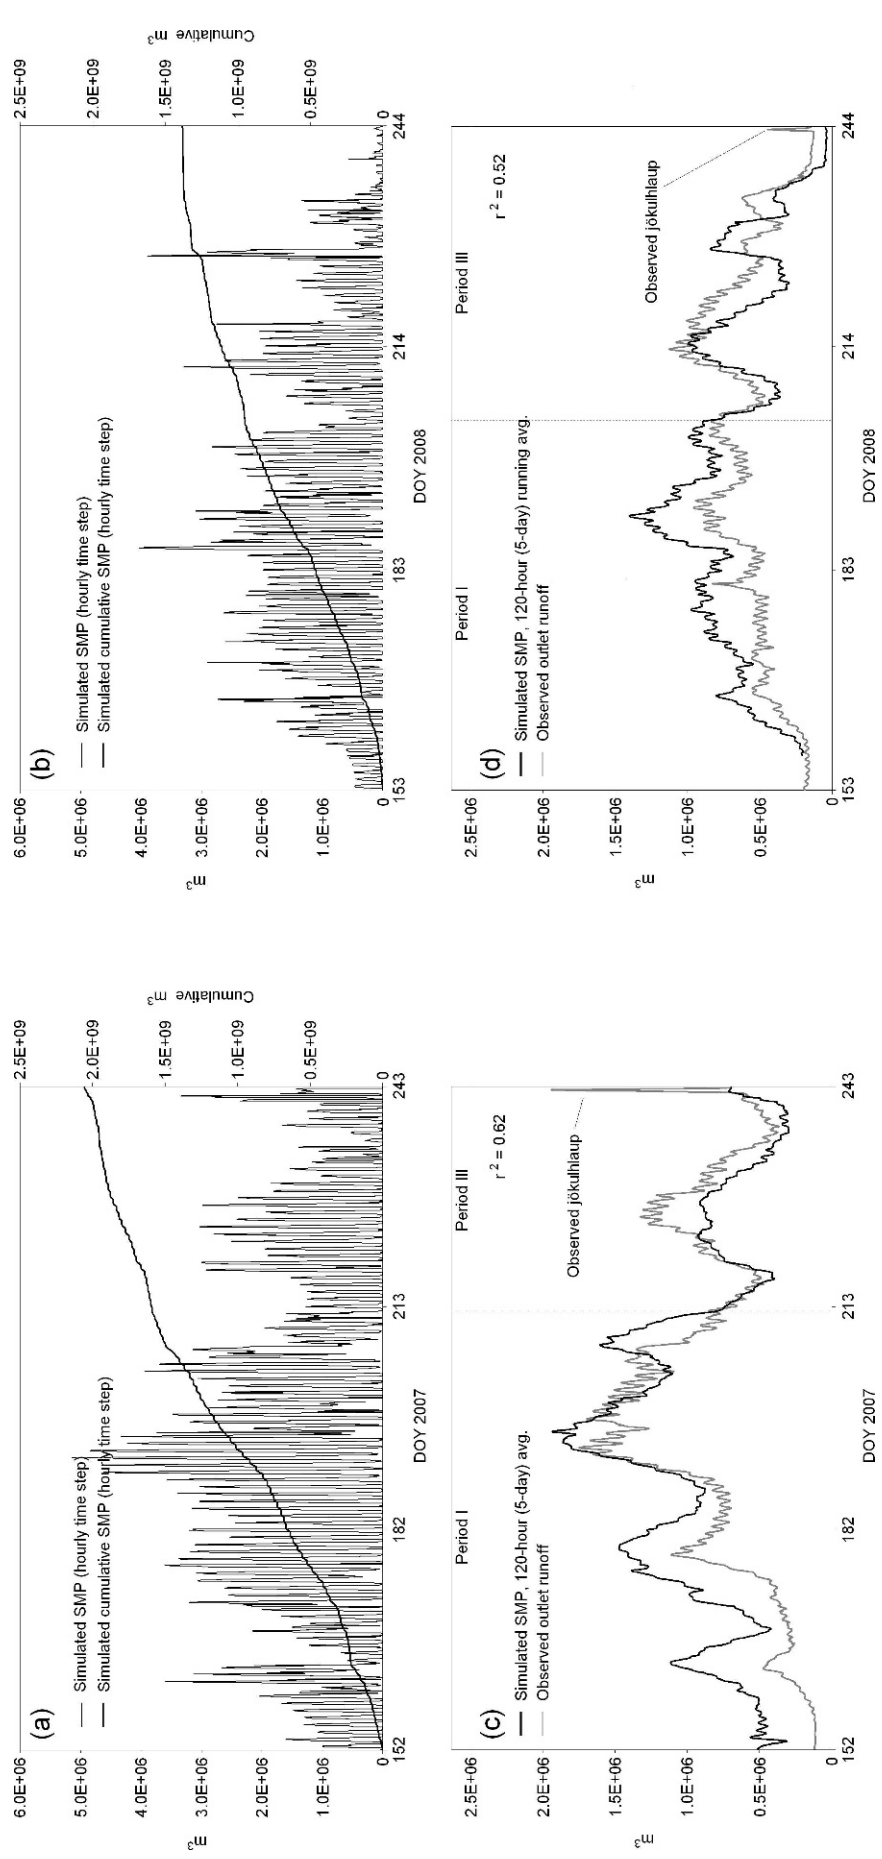 (a)
Simulated SMP (hourly time step)
Simulated cumulative SMP (hourly time step)
m³
6.0E+06
5.0E+06
4.0E+06
3.0E+06
2.0E+06
1.0E+06
0
Cumulative m³
2.5E+09
2.0E+09
1.5E+09
1.0E+09
0.5E+09
0
152
182
213
243
DOY 2007
(b)
Simulated SMP (hourly time step)
Simulated cumulative SMP (hourly time step)
m³
6.0E+06
5.0E+06
4.0E+06
3.0E+06
2.0E+06
1.0E+06
0
Cumulative m³
2.5E+09
2.0E+09
1.5E+09
1.0E+09
0.5E+09
0
153
183
214
244
DOY 2008
(c)
Period I
Period III
Simulated SMP, 120-hour (5-day) avg.
Observed outlet runoff
r² = 0.62
Observed jökulhlaup
m³
2.5E+06
2.0E+06
1.5E+06
1.0E+06
0.5E+06
0
152
182
213
243
DOY 2007
(d)
Period I
Period III
Simulated SMP, 120-hour (5-day) running avg.
Observed outlet runoff
r² = 0.52
Observed jökulhlaup
m³
2.5E+06
2.0E+06
1.5E+06
1.0E+06
0.5E+06
0
153
183
214
244
DOY 2008